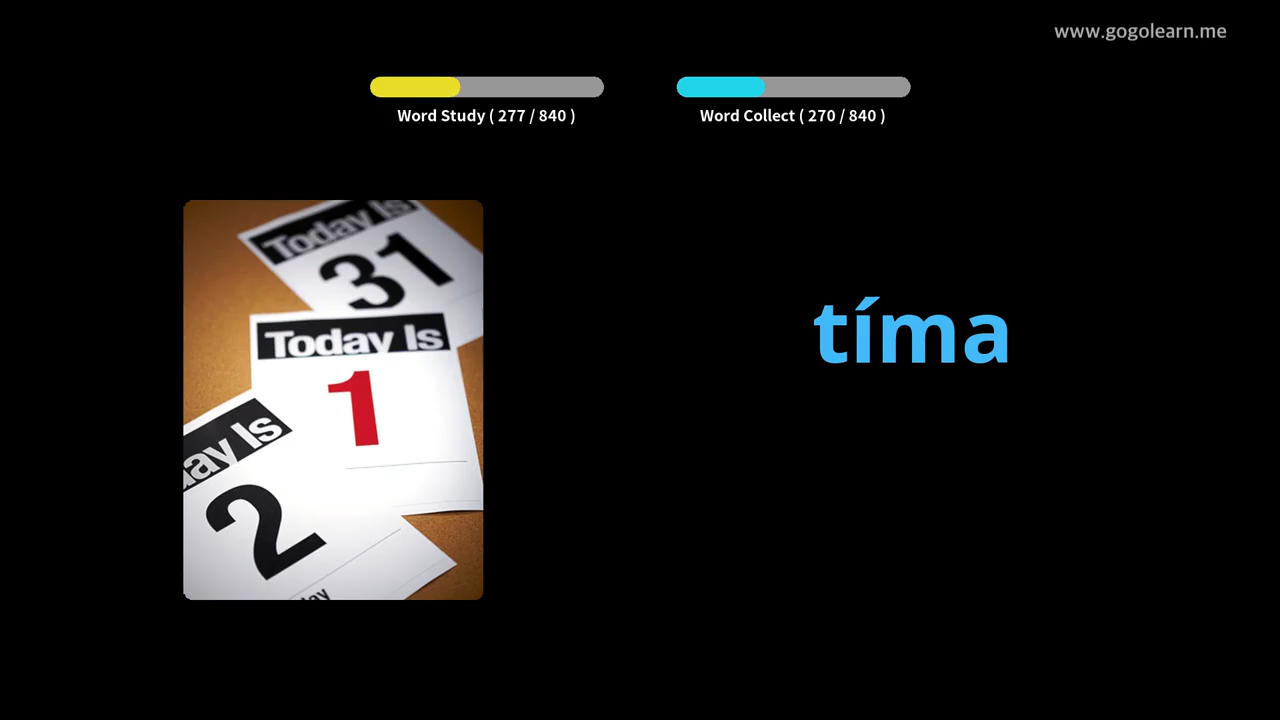 www.gogolearn.me
Word Study ( 277 / 840 )
Word Collect ( 270 / 840 )
Today Is
31
Today Is
1
ay Is
2
tíma